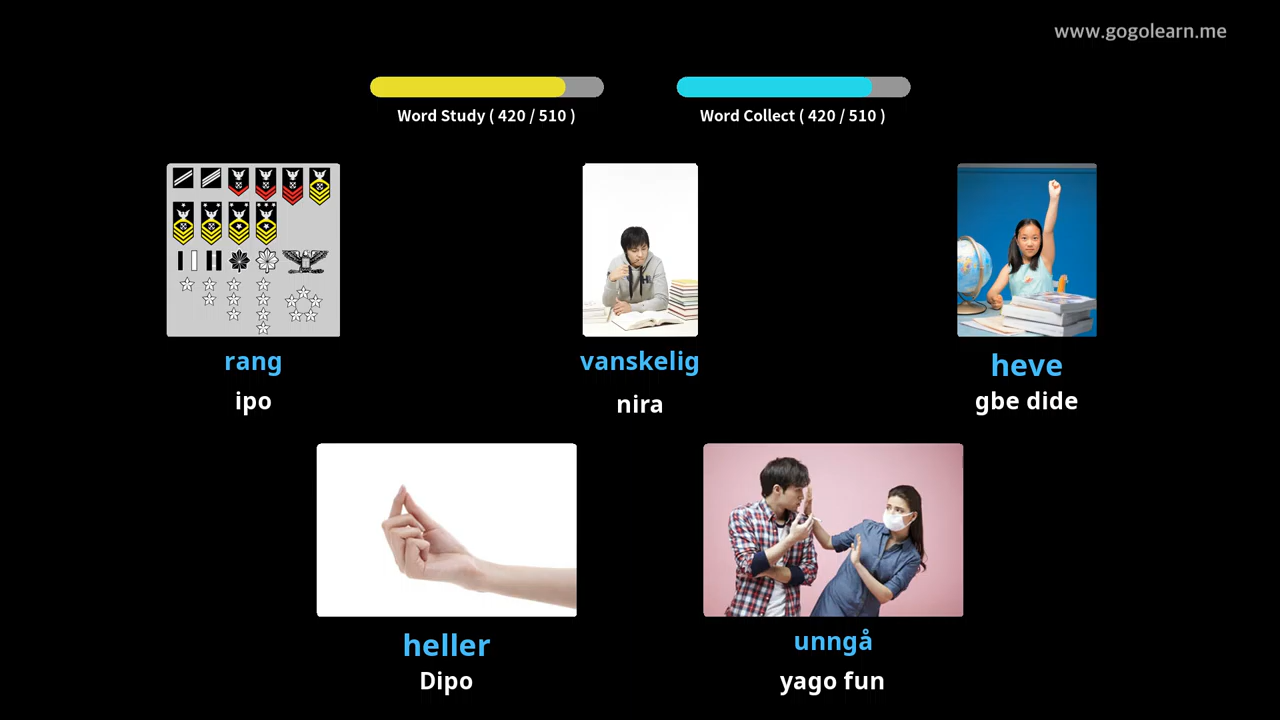 www.gogolearn.me
Word Study ( 420 / 510 )
Word Collect ( 420 / 510 )
rang
ipo
vanskelig
nira
heve
gbe dide
heller
Dipo
unngå
yago fun